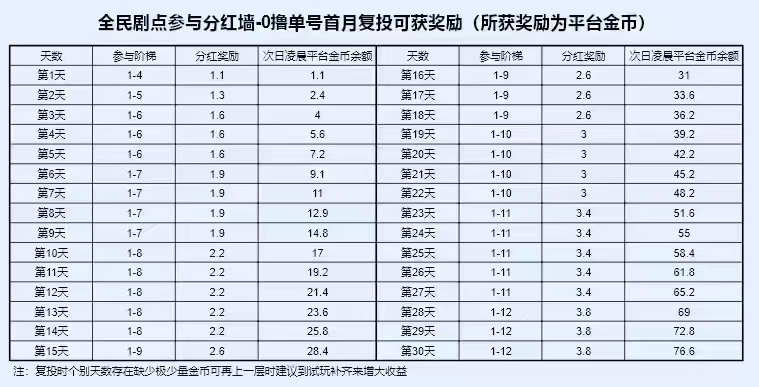 全民剧点参与分红墙-0撸单号首月复投可获奖励（所获奖励为平台金币）
天数 参与阶梯 分红奖励 次日凌晨平台金币余额 天数 参与阶梯 分红奖励 次日凌晨平台金币余额
第1天 1-4 1.1 1.1 第16天 1-9 2.6 31
第2天 1-5 1.3 2.4 第17天 1-9 2.6 33.6
第3天 1-6 1.6 4 第18天 1-9 2.6 36.2
第4天 1-6 1.6 5.6 第19天 1-10 3 39.2
第5天 1-6 1.6 7.2 第20天 1-10 3 42.2
第6天 1-7 1.9 9.1 第21天 1-10 3 45.2
第7天 1-7 1.9 11 第22天 1-10 3 48.2
第8天 1-7 1.9 12.9 第23天 1-11 3.4 51.6
第9天 1-7 1.9 14.8 第24天 1-11 3.4 55
第10天 1-8 2.2 17 第25天 1-11 3.4 58.4
第11天 1-8 2.2 19.2 第26天 1-11 3.4 61.8
第12天 1-8 2.2 21.4 第27天 1-11 3.4 65.2
第13天 1-8 2.2 23.6 第28天 1-12 3.8 69
第14天 1-8 2.2 25.8 第29天 1-12 3.8 72.8
第15天 1-9 2.6 28.4 第30天 1-12 3.8 76.6
注：复投时个别天数存在缺少极少量金币可再上一层时建议到试玩补齐来增大收益